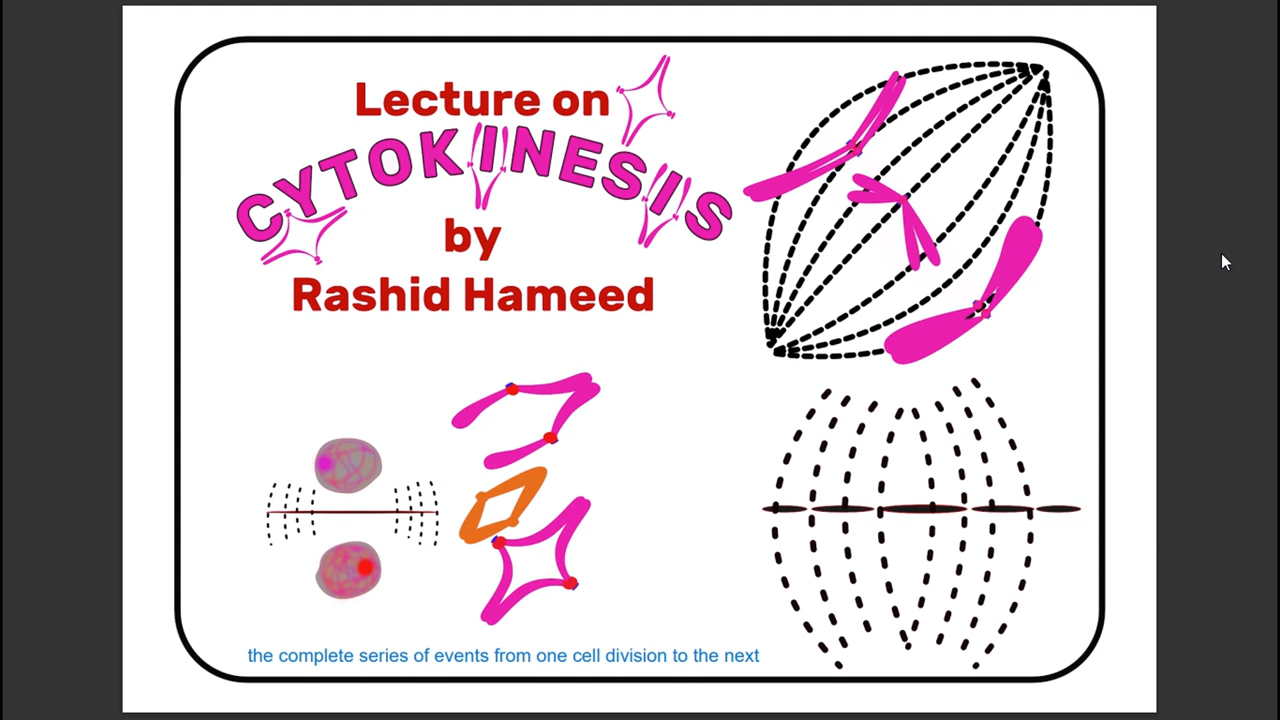 Lecture on
CYTOKINESIS
by
Rashid Hameed
the complete series of events from one cell division to the next